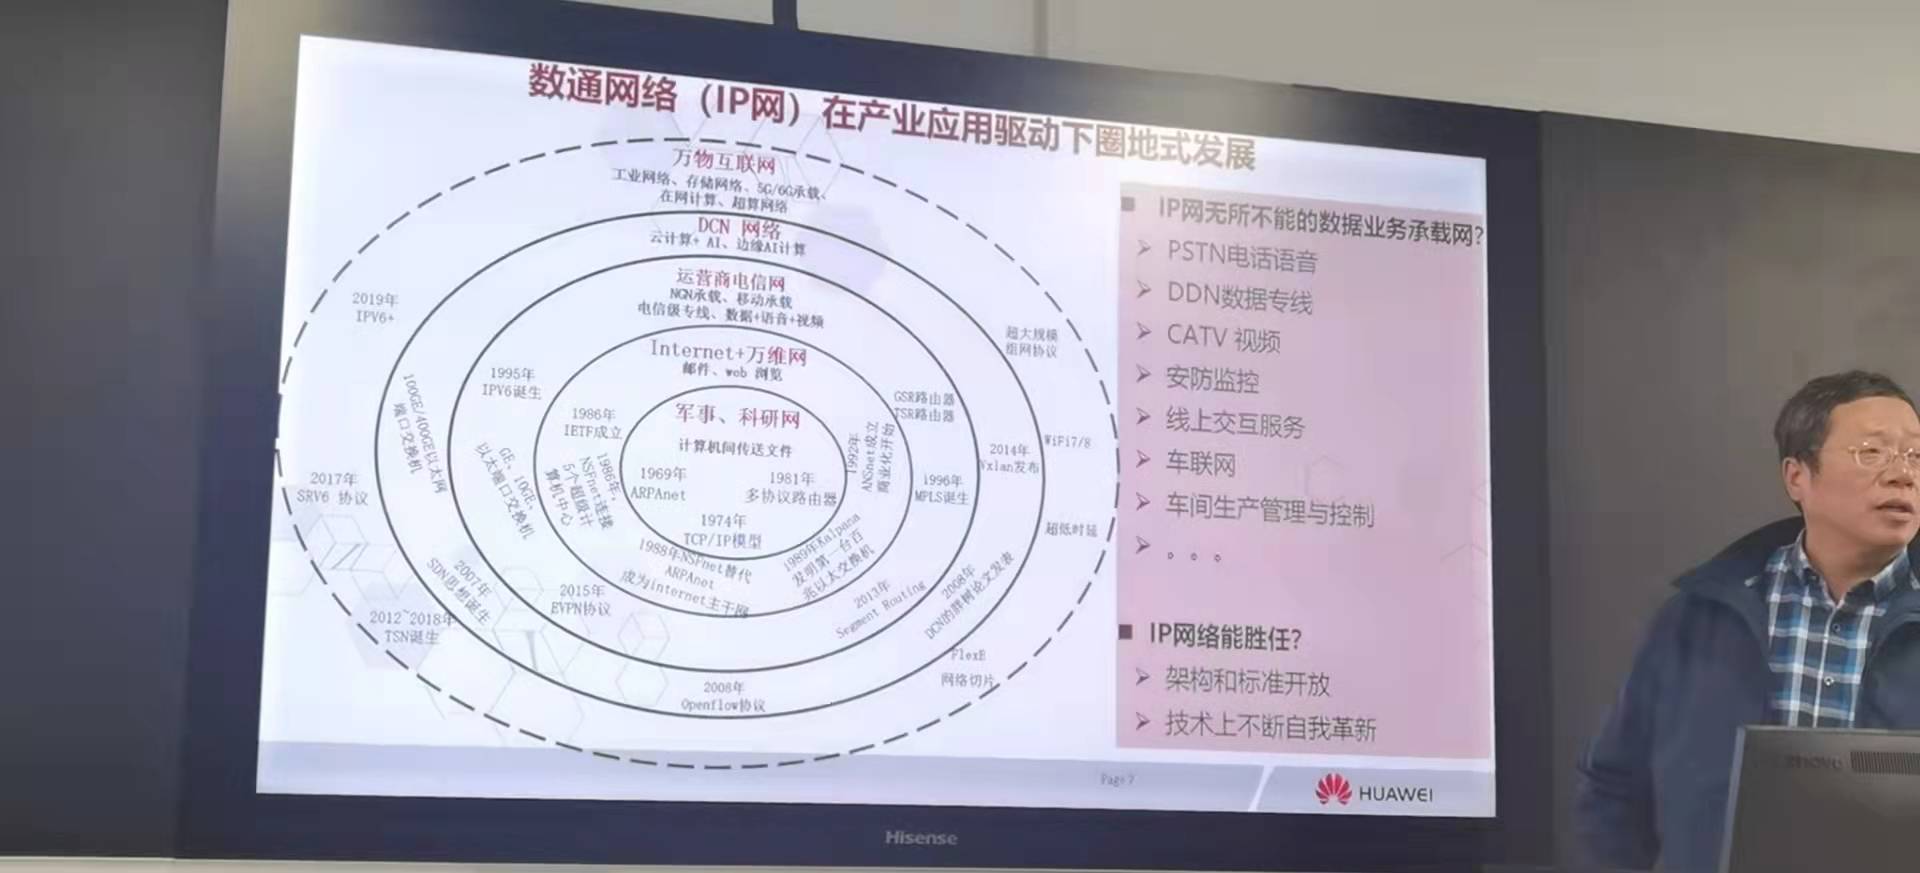 数通网络（IP网）在产业应用驱动下圈地式发展
万物互联网
工业网络、存储网络、5G/6G承载、
在网计算、超算网络
DCN 网络
云计算+ AI、边缘AI计算
运营商电信网
NGN承载、移动承载
电信级专线、数据+语音+视频
Internet+万维网
邮件、web 浏览
军事、科研网
计算机间传送文件
1969年
ARPAnet
1981年
多协议路由器
1974年
TCP/IP模型
1986年
IETF成立
1986年，
NSFnet连接
5个超级计
算机中心
1988年NSFnet替代
ARPAnet
成为internet主干网
1989年Kalpana
发明第一台百
兆以太交换机
1992年
ANSnet成立
商业化开始
1995年
IPV6诞生
GE、10GE、
以太端口交换机
2015年
EVPN协议
2013年
Segment Routing
1996年
MPLS诞生
GSR路由器
TSR路由器
100GE/400GE以太网
端口交换机
2007年
SDN思想诞生
2008年
Openflow协议
2008年
DCN的胖树论文发表
2014年
Vxlan发布
2019年
IPV6+
2017年
SRV6 协议
2012~2018年
TSN诞生
FlexE
网络切片
超低时延
WiFi7/8
超大规模
组网协议
■ IP网无所不能的数据业务承载网?
➢ PSTN电话语音
➢ DDN数据专线
➢ CATV 视频
➢ 安防监控
➢ 线上交互服务
➢ 车联网
➢ 车间生产管理与控制
➢ 。。。
■ IP网络能胜任?
➢ 架构和标准开放
➢ 技术上不断自我革新
Page 7
HUAWEI
Hisense